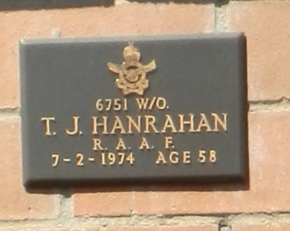 6751 W/O.
T. J. HANRAHAN
R. A. A. F.
7-2-1974 AGE 58